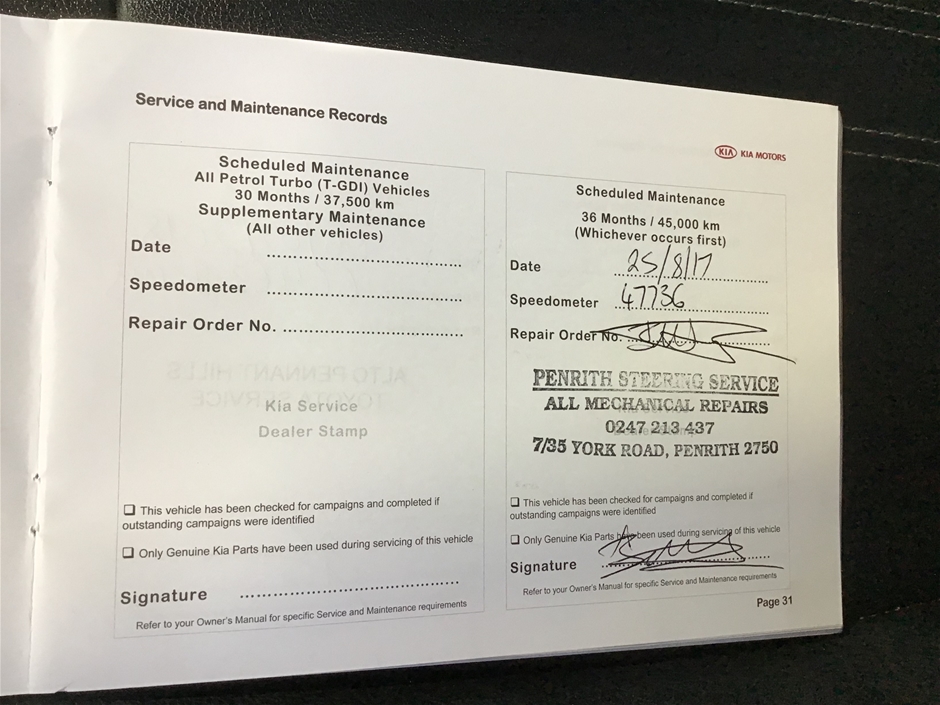 Service and Maintenance Records
KIA KIA MOTORS
Scheduled Maintenance
All Petrol Turbo (T-GDI) Vehicles
30 Months / 37,500 km
Supplementary Maintenance
(All other vehicles)
Date ........................................
Speedometer ........................................
Repair Order No. .....................................
Kia Service
Dealer Stamp
❑ This vehicle has been checked for campaigns and completed if
outstanding campaigns were identified
❑ Only Genuine Kia Parts have been used during servicing of this vehicle
Signature ........................................
Refer to your Owner's Manual for specific Service and Maintenance requirements
Scheduled Maintenance
36 Months / 45,000 km
(Whichever occurs first)
Date 25/8/17
Speedometer 47736
Repair Order No.
PENRITH STEERING SERVICE
ALL MECHANICAL REPAIRS
0247 213 437
7/35 YORK ROAD, PENRITH 2750
❑ This vehicle has been checked for campaigns and completed if
outstanding campaigns were identified
❑ Only Genuine Kia Parts have been used during servicing of this vehicle
Signature
Refer to your Owner's Manual for specific Service and Maintenance requirements
Page 31